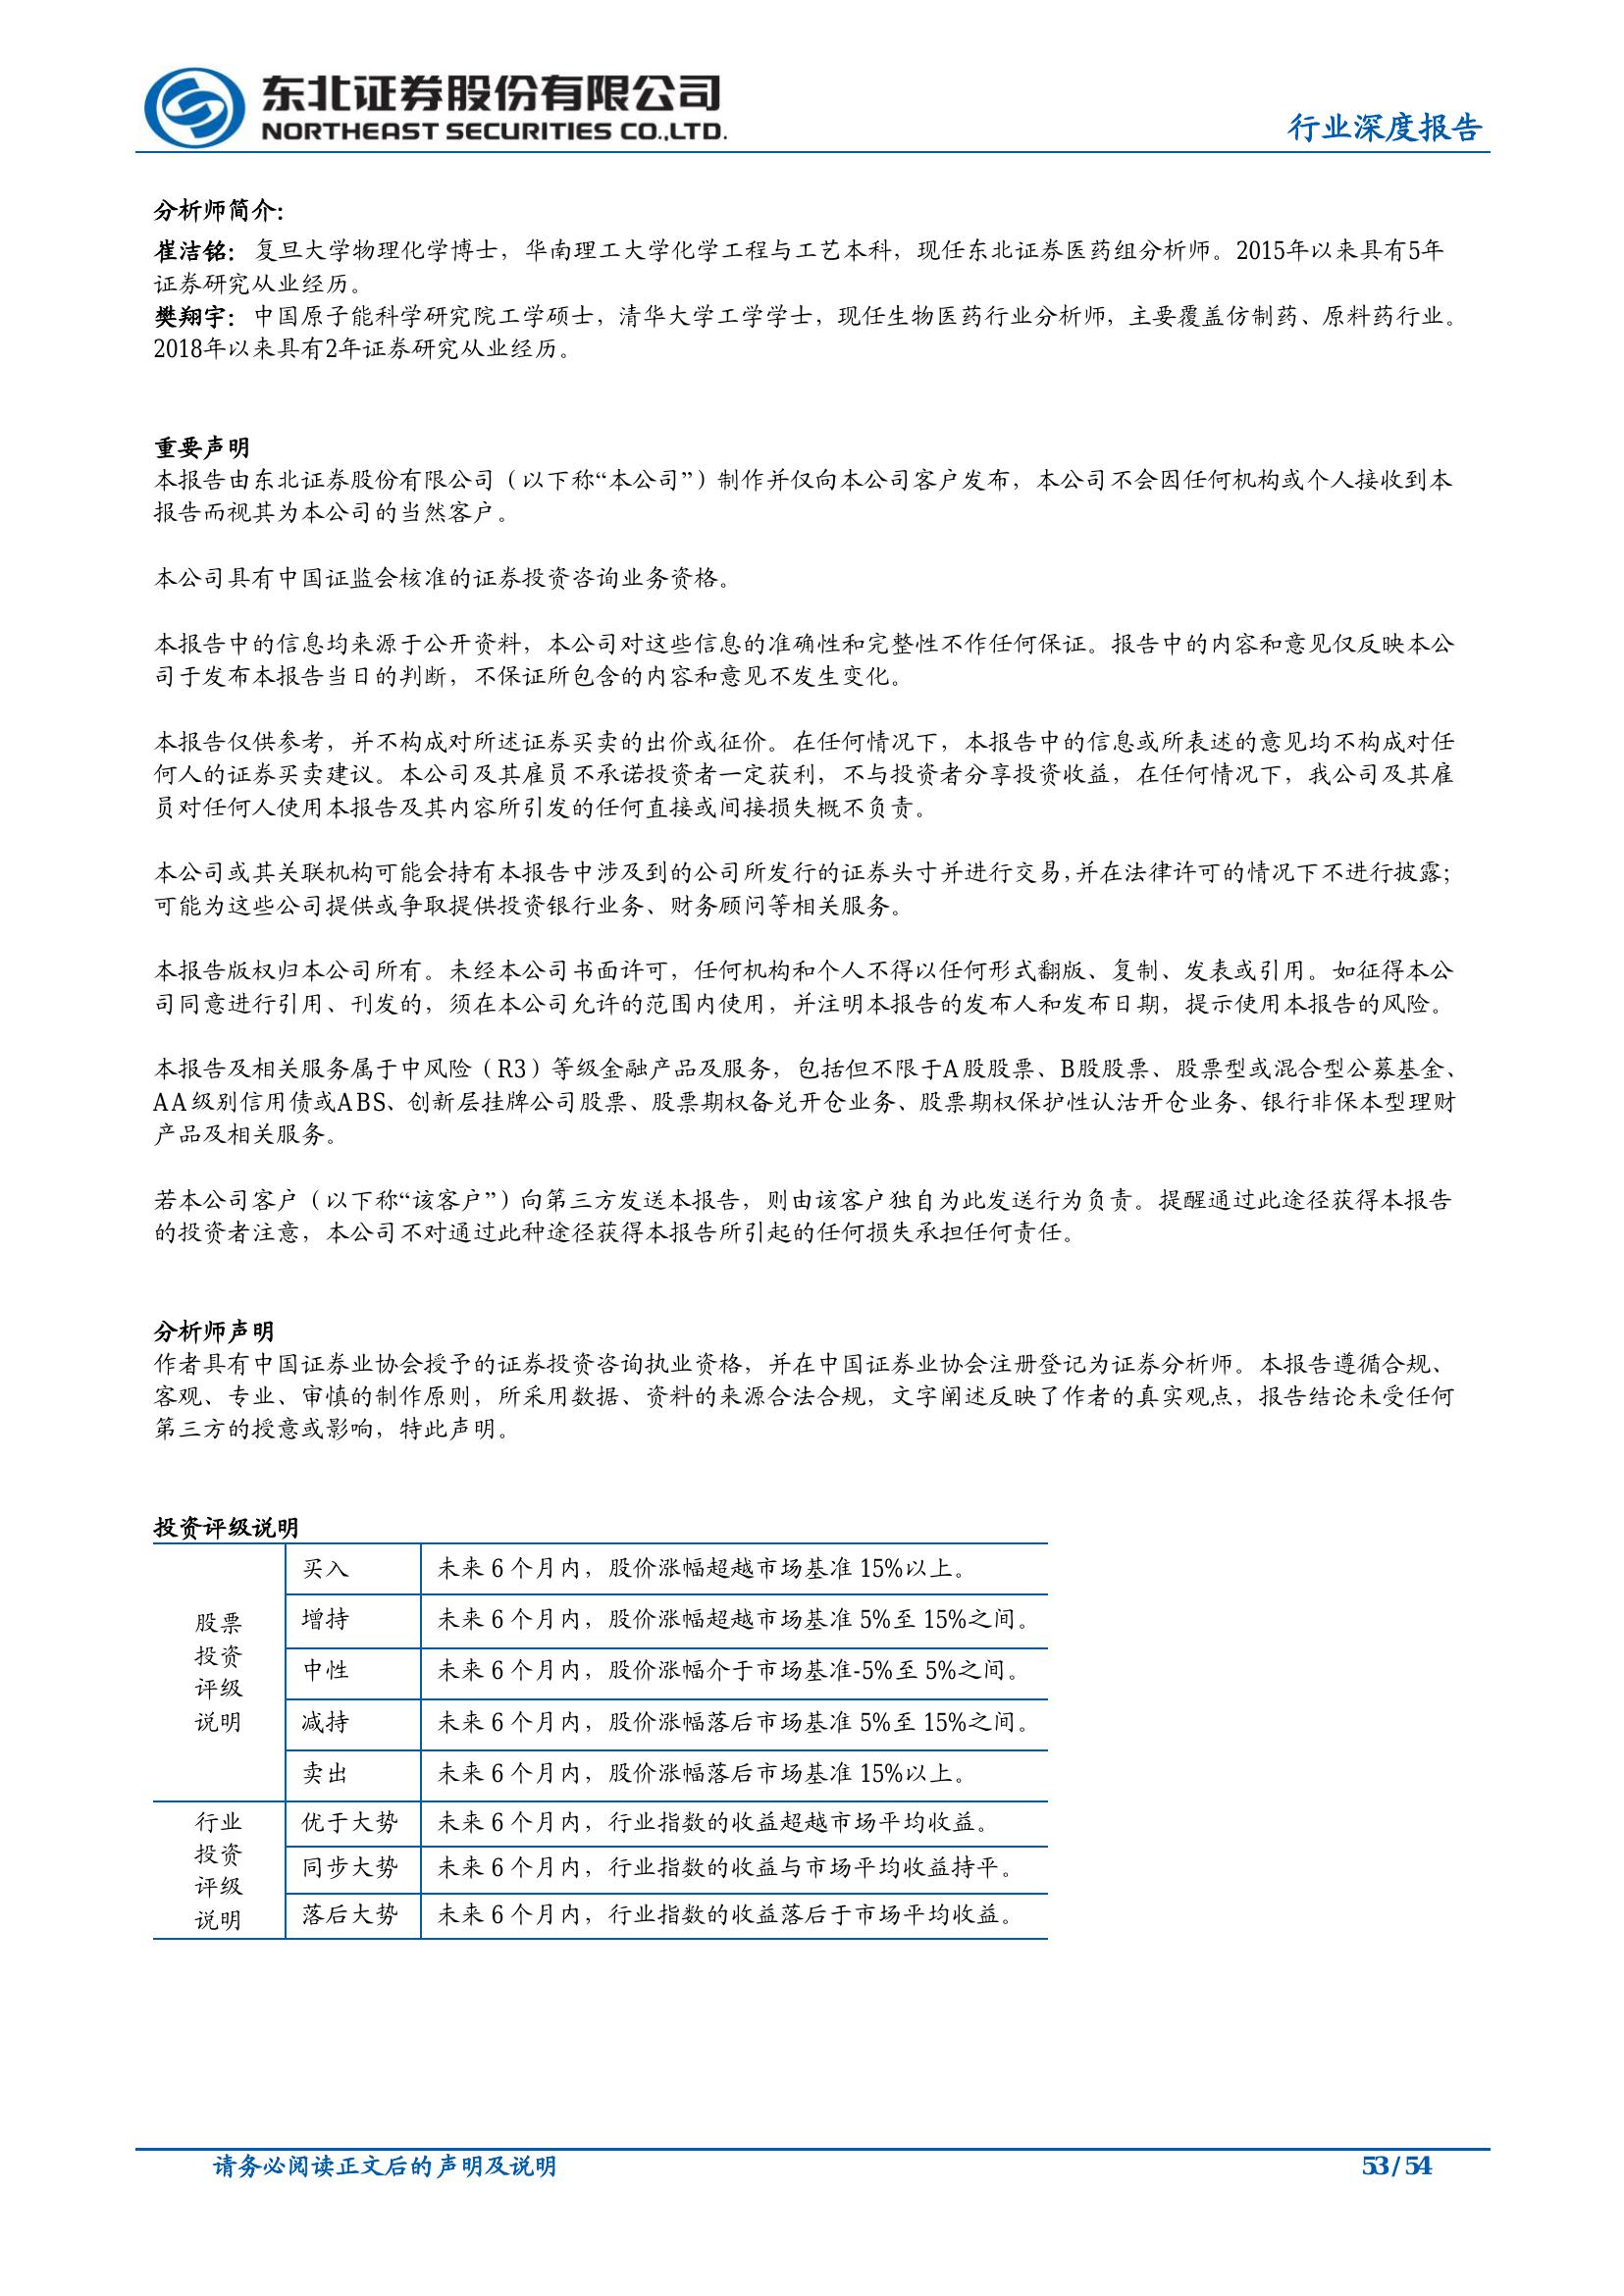 东北证券股份有限公司
NORTHEAST SECURITIES CO.,LTD.
行业深度报告
分析师简介:
崔洁铭：复旦大学物理化学博士，华南理工大学化学工程与工艺本科，现任东北证券医药组分析师。2015年以来具有5年
证券研究从业经历。
樊翔宇：中国原子能科学研究院工学硕士，清华大学工学学士，现任生物医药行业分析师，主要覆盖仿制药、原料药行业。
2018年以来具有2年证券研究从业经历。
重要声明
本报告由东北证券股份有限公司（以下称“本公司”）制作并仅向本公司客户发布，本公司不会因任何机构或个人接收到本
报告而视其为本公司的当然客户。
本公司具有中国证监会核准的证券投资咨询业务资格。
本报告中的信息均来源于公开资料，本公司对这些信息的准确性和完整性不作任何保证。报告中的内容和意见仅反映本公
司于发布本报告当日的判断，不保证所包含的内容和意见不发生变化。
本报告仅供参考，并不构成对所述证券买卖的出价或征价。在任何情况下，本报告中的信息或所表述的意见均不构成对任
何人的证券买卖建议。本公司及其雇员不承诺投资者一定获利，不与投资者分享投资收益，在任何情况下，我公司及其雇
员对任何人使用本报告及其内容所引发的任何直接或间接损失概不负责。
本公司或其关联机构可能会持有本报告中涉及到的公司所发行的证券头寸并进行交易,并在法律许可的情况下不进行披露;
可能为这些公司提供或争取提供投资银行业务、财务顾问等相关服务。
本报告版权归本公司所有。未经本公司书面许可，任何机构和个人不得以任何形式翻版、复制、发表或引用。如征得本公
司同意进行引用、刊发的，须在本公司允许的范围内使用，并注明本报告的发布人和发布日期，提示使用本报告的风险。
本报告及相关服务属于中风险（R3）等级金融产品及服务，包括但不限于A股股票、B股股票、股票型或混合型公募基金、
AA级别信用债或ABS、创新层挂牌公司股票、股票期权备兑开仓业务、股票期权保护性认沽开仓业务、银行非保本型理财
产品及相关服务。
若本公司客户（以下称“该客户”）向第三方发送本报告，则由该客户独自为此发送行为负责。提醒通过此途径获得本报告
的投资者注意，本公司不对通过此种途径获得本报告所引起的任何损失承担任何责任。
分析师声明
作者具有中国证券业协会授予的证券投资咨询执业资格，并在中国证券业协会注册登记为证券分析师。本报告遵循合规、
客观、专业、审慎的制作原则，所采用数据、资料的来源合法合规，文字阐述反映了作者的真实观点，报告结论未受任何
第三方的授意或影响，特此声明。
投资评级说明
股票
投资
评级
说明
买入 未来 6 个月内，股价涨幅超越市场基准 15%以上。
增持 未来 6 个月内，股价涨幅超越市场基准 5%至 15%之间。
中性 未来 6 个月内，股价涨幅介于市场基准-5%至 5%之间。
减持 未来 6 个月内，股价涨幅落后市场基准 5%至 15%之间。
卖出 未来 6 个月内，股价涨幅落后市场基准 15%以上。
行业
投资
评级
说明
优于大势 未来 6 个月内，行业指数的收益超越市场平均收益。
同步大势 未来 6 个月内，行业指数的收益与市场平均收益持平。
落后大势 未来 6 个月内，行业指数的收益落后于市场平均收益。
请务必阅读正文后的声明及说明
53 / 54